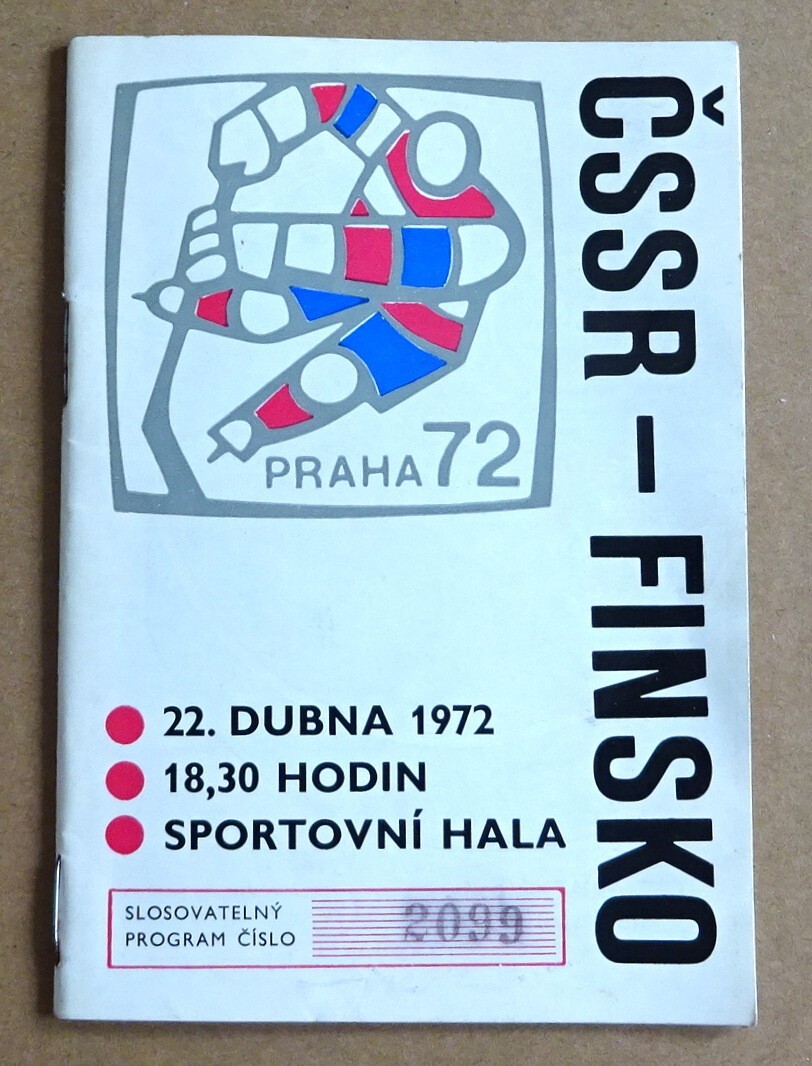 ČSSR – FINSKO
PRAHA 72
22. DUBNA 1972
18,30 HODIN
SPORTOVNÍ HALA
SLOSOVATELNÝ
PROGRAM ČÍSLO
2099